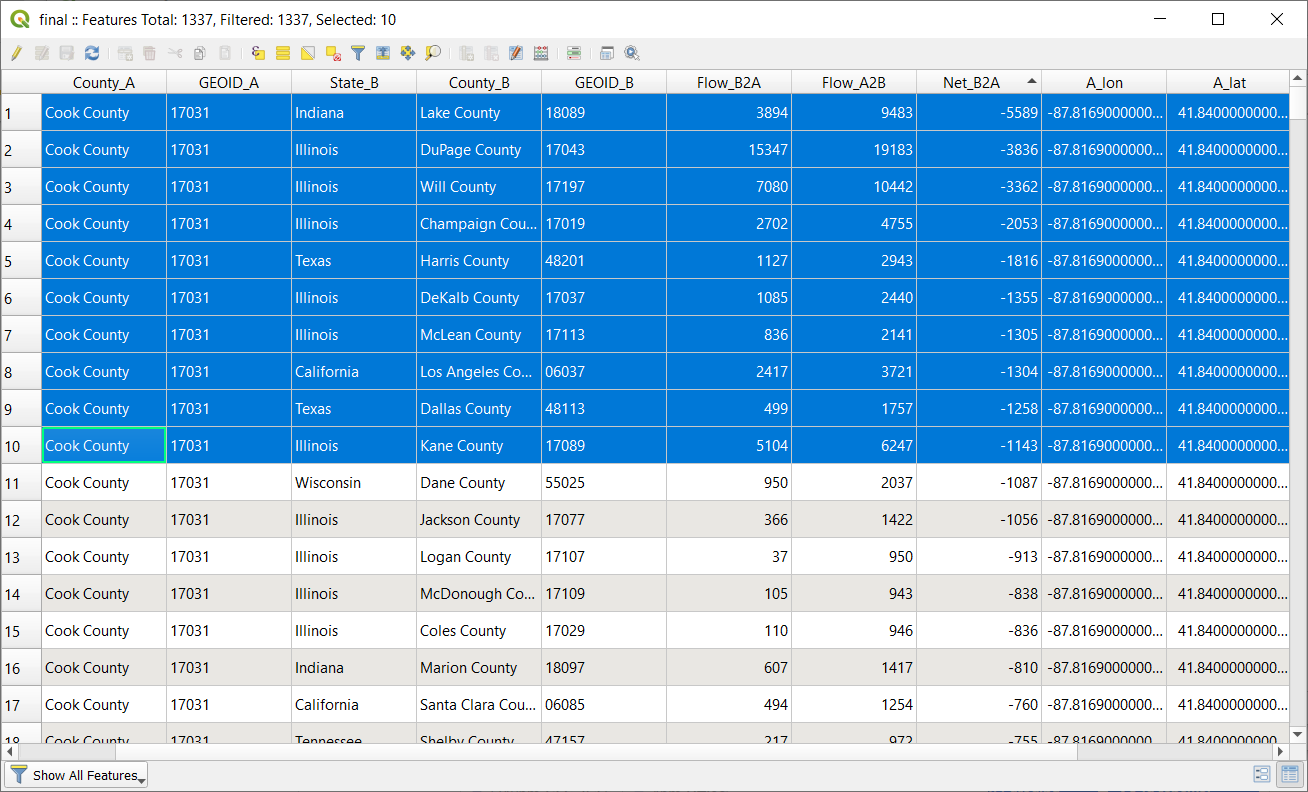 final :: Features Total: 1337, Filtered: 1337, Selected: 10
County_A GEOID_A State_B County_B GEOID_B Flow_B2A Flow_A2B Net_B2A A_lon A_lat
1 Cook County 17031 Indiana Lake County 18089 3894 9483 -5589 -87.8169000000... 41.8400000000...
2 Cook County 17031 Illinois DuPage County 17043 15347 19183 -3836 -87.8169000000... 41.8400000000...
3 Cook County 17031 Illinois Will County 17197 7080 10442 -3362 -87.8169000000... 41.8400000000...
4 Cook County 17031 Illinois Champaign Cou... 17019 2702 4755 -2053 -87.8169000000... 41.8400000000...
5 Cook County 17031 Texas Harris County 48201 1127 2943 -1816 -87.8169000000... 41.8400000000...
6 Cook County 17031 Illinois DeKalb County 17037 1085 2440 -1355 -87.8169000000... 41.8400000000...
7 Cook County 17031 Illinois McLean County 17113 836 2141 -1305 -87.8169000000... 41.8400000000...
8 Cook County 17031 California Los Angeles Co... 06037 2417 3721 -1304 -87.8169000000... 41.8400000000...
9 Cook County 17031 Texas Dallas County 48113 499 1757 -1258 -87.8169000000... 41.8400000000...
10 Cook County 17031 Illinois Kane County 17089 5104 6247 -1143 -87.8169000000... 41.8400000000...
11 Cook County 17031 Wisconsin Dane County 55025 950 2037 -1087 -87.8169000000... 41.8400000000...
12 Cook County 17031 Illinois Jackson County 17077 366 1422 -1056 -87.8169000000... 41.8400000000...
13 Cook County 17031 Illinois Logan County 17107 37 950 -913 -87.8169000000... 41.8400000000...
14 Cook County 17031 Illinois McDonough Co... 17109 105 943 -838 -87.8169000000... 41.8400000000...
15 Cook County 17031 Illinois Coles County 17029 110 946 -836 -87.8169000000... 41.8400000000...
16 Cook County 17031 Indiana Marion County 18097 607 1417 -810 -87.8169000000... 41.8400000000...
17 Cook County 17031 California Santa Clara Cou... 06085 494 1254 -760 -87.8169000000... 41.8400000000...
18 Cook County 17031 Tennessee Shelby County 47157 217 972 -755 -87.8169000000... 41.8400000000...
Show All Features